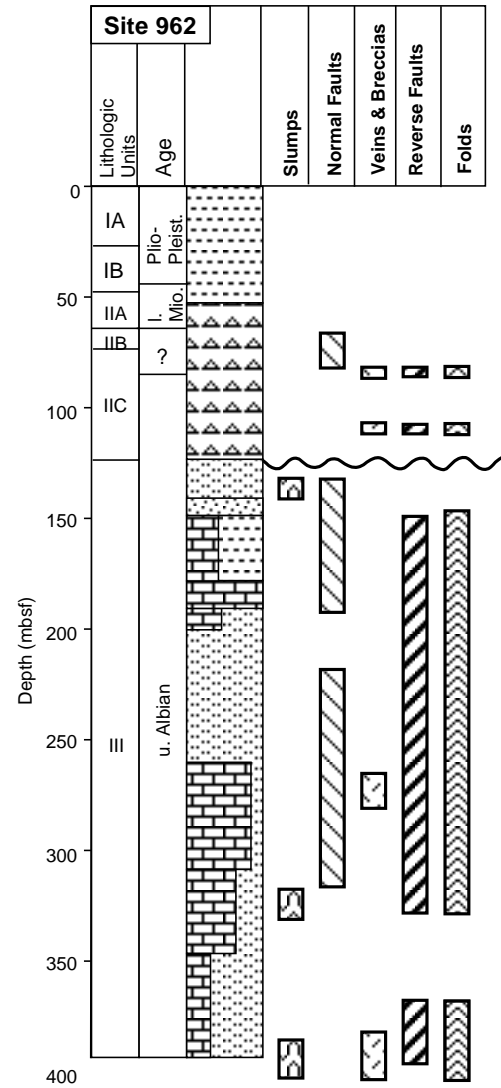 Site 962
Lithologic
Units
Age
Slumps
Normal Faults
Veins & Breccias
Reverse Faults
Folds
0
50
100
150
200
250
300
350
400
Depth (mbsf)
IA
IB
IIA
IIB
IIC
III
Plio-
Pleist.
l.
Mio.
?
u. Albian